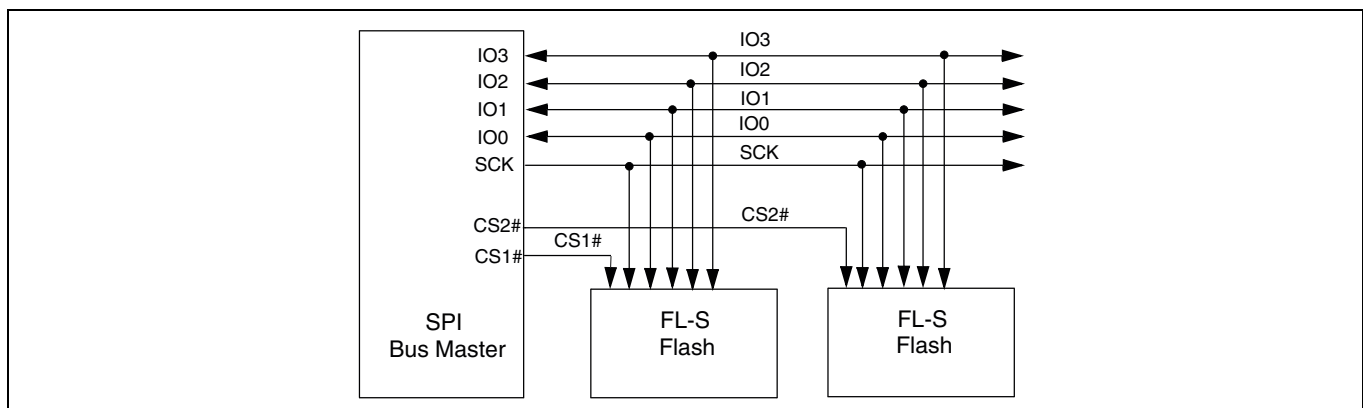 IO3
IO3
IO2
IO2
IO1
IO1
IO0
IO0
SCK
SCK
CS2#
CS2#
CS1#
CS1#
SPI
Bus Master
FL-S
Flash
FL-S
Flash